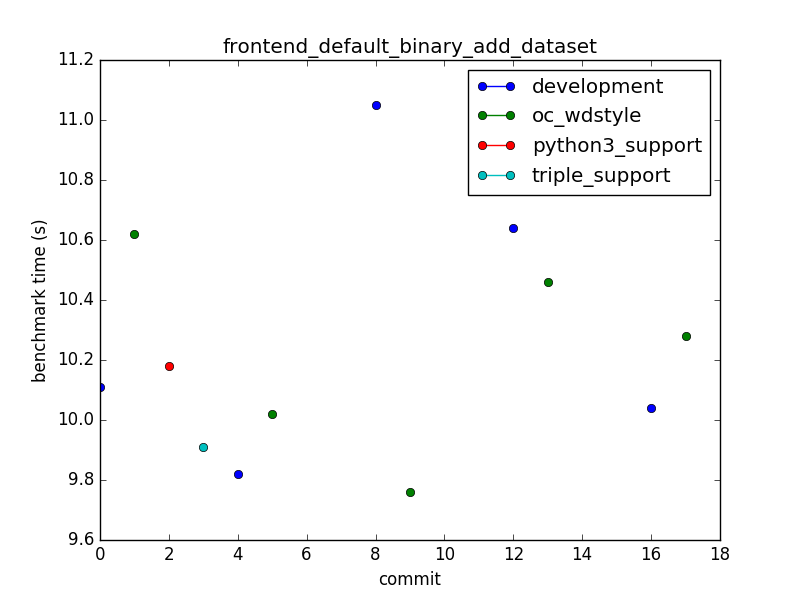 frontend_default_binary_add_dataset
11.2
11.0
10.8
10.6
10.4
10.2
10.0
9.8
9.6
benchmark time (s)
development
oc_wdstyle
python3_support
triple_support
0 2 4 6 8 10 12 14 16 18
commit